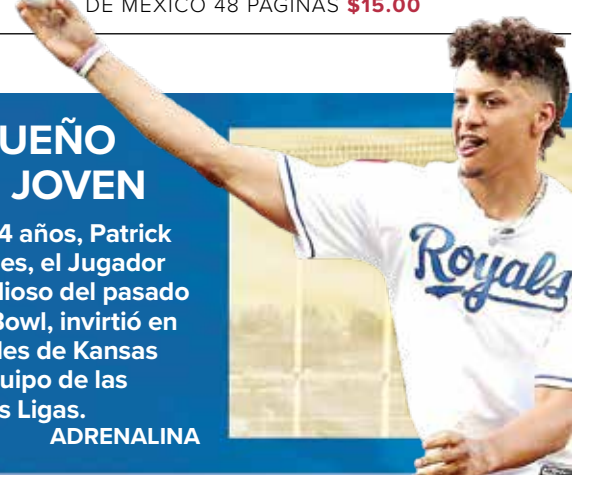 DE MÉXICO 48 PÁGINAS $15.00
UEÑO
JOVEN
4 años, Patrick
es, el Jugador
lioso del pasado
Bowl, invirtió en
les de Kansas
quipo de las
s Ligas.
ADRENALINA
Royals